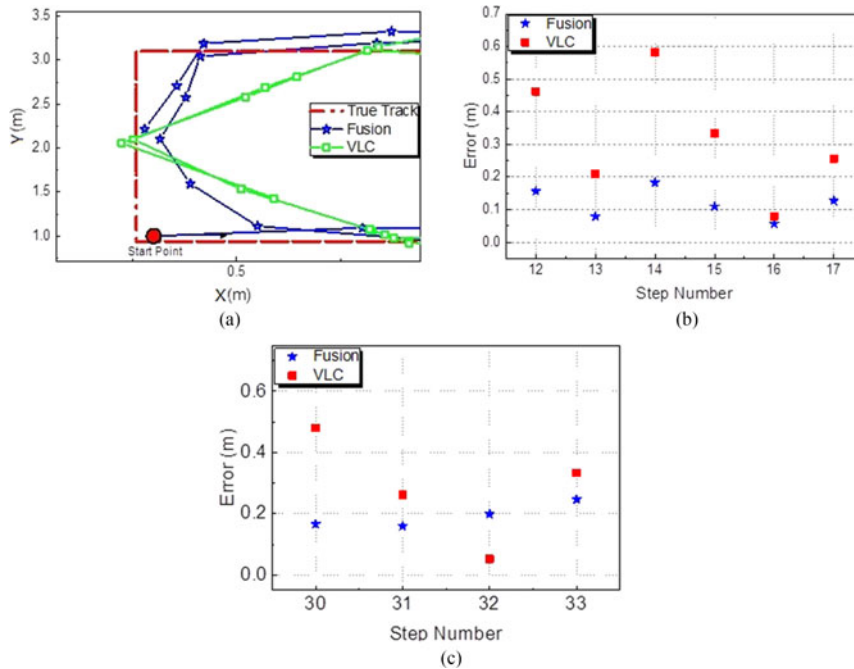 3.5
3.0
2.5
2.0
1.5
1.0
Y(m)
True Track
Fusion
VLC
Start Point
0.5
X(m)
(a)
Fusion
VLC
0.7
0.6
0.5
0.4
0.3
0.2
0.1
0.0
Error (m)
12 13 14 15 16 17
Step Number
(b)
Fusion
VLC
0.6
0.4
0.2
0.0
Error (m)
30 31 32 33
Step Number
(c)